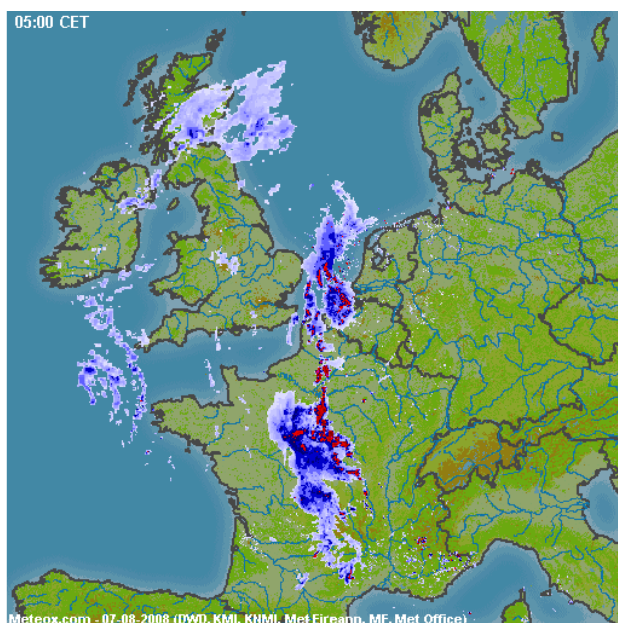 05:00 CET
Meteox.com - 07-08-2008 (DWD, KMI, KNMI, Met Eireann, MF, Met Office)